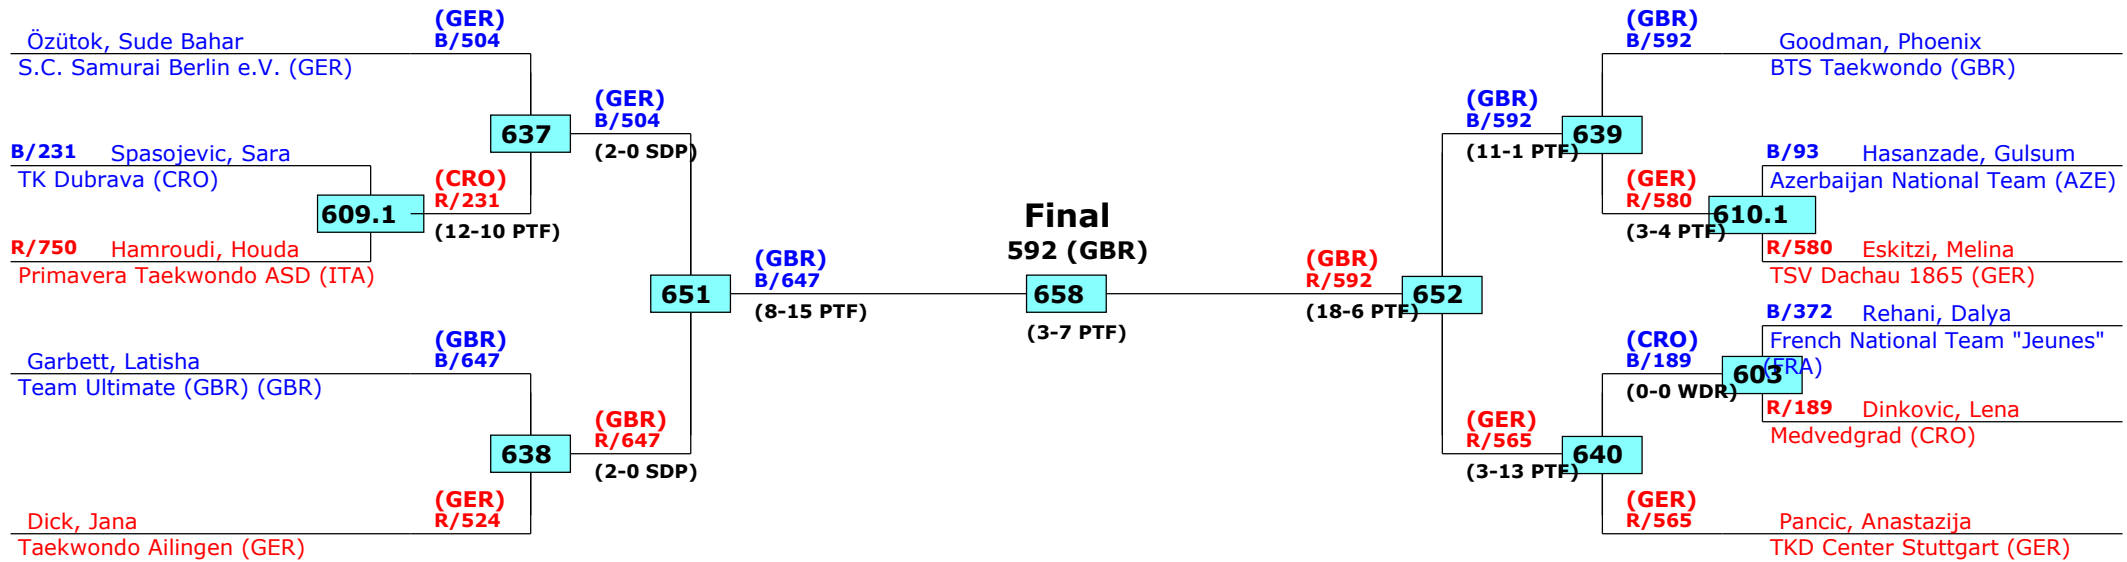 (GER)
B/504
Özütok, Sude Bahar
S.C. Samurai Berlin e.V. (GER)
637
(GER)
B/504
(2-0 SDP)
B/231 Spasojevic, Sara
TK Dubrava (CRO)
609.1
(CRO)
R/231
(12-10 PTF)
R/750 Hamroudi, Houda
Primavera Taekwondo ASD (ITA)
651
(GBR)
B/647
(8-15 PTF)
Garbett, Latisha
Team Ultimate (GBR) (GBR)
(GBR)
B/647
638
(GBR)
R/647
(2-0 SDP)
(GER)
R/524
Dick, Jana
Taekwondo Ailingen (GER)
Final
592 (GBR)
658
(3-7 PTF)
(GBR)
R/592
(18-6 PTF)
652
(GBR)
B/592
(11-1 PTF)
639
(GBR)
B/592
Goodman, Phoenix
BTS Taekwondo (GBR)
(GER)
R/580
(3-4 PTF)
610.1
B/93 Hasanzade, Gulsum
Azerbaijan National Team (AZE)
R/580 Eskitzi, Melina
TSV Dachau 1865 (GER)
B/372 Rehani, Dalya
French National Team "Jeunes"
(FRA)
603
(CRO)
B/189
(0-0 WDR)
R/189 Dinkovic, Lena
Medvedgrad (CRO)
(GER)
R/565
(3-13 PTF)
640
(GER)
R/565
Pancic, Anastazija
TKD Center Stuttgart (GER)